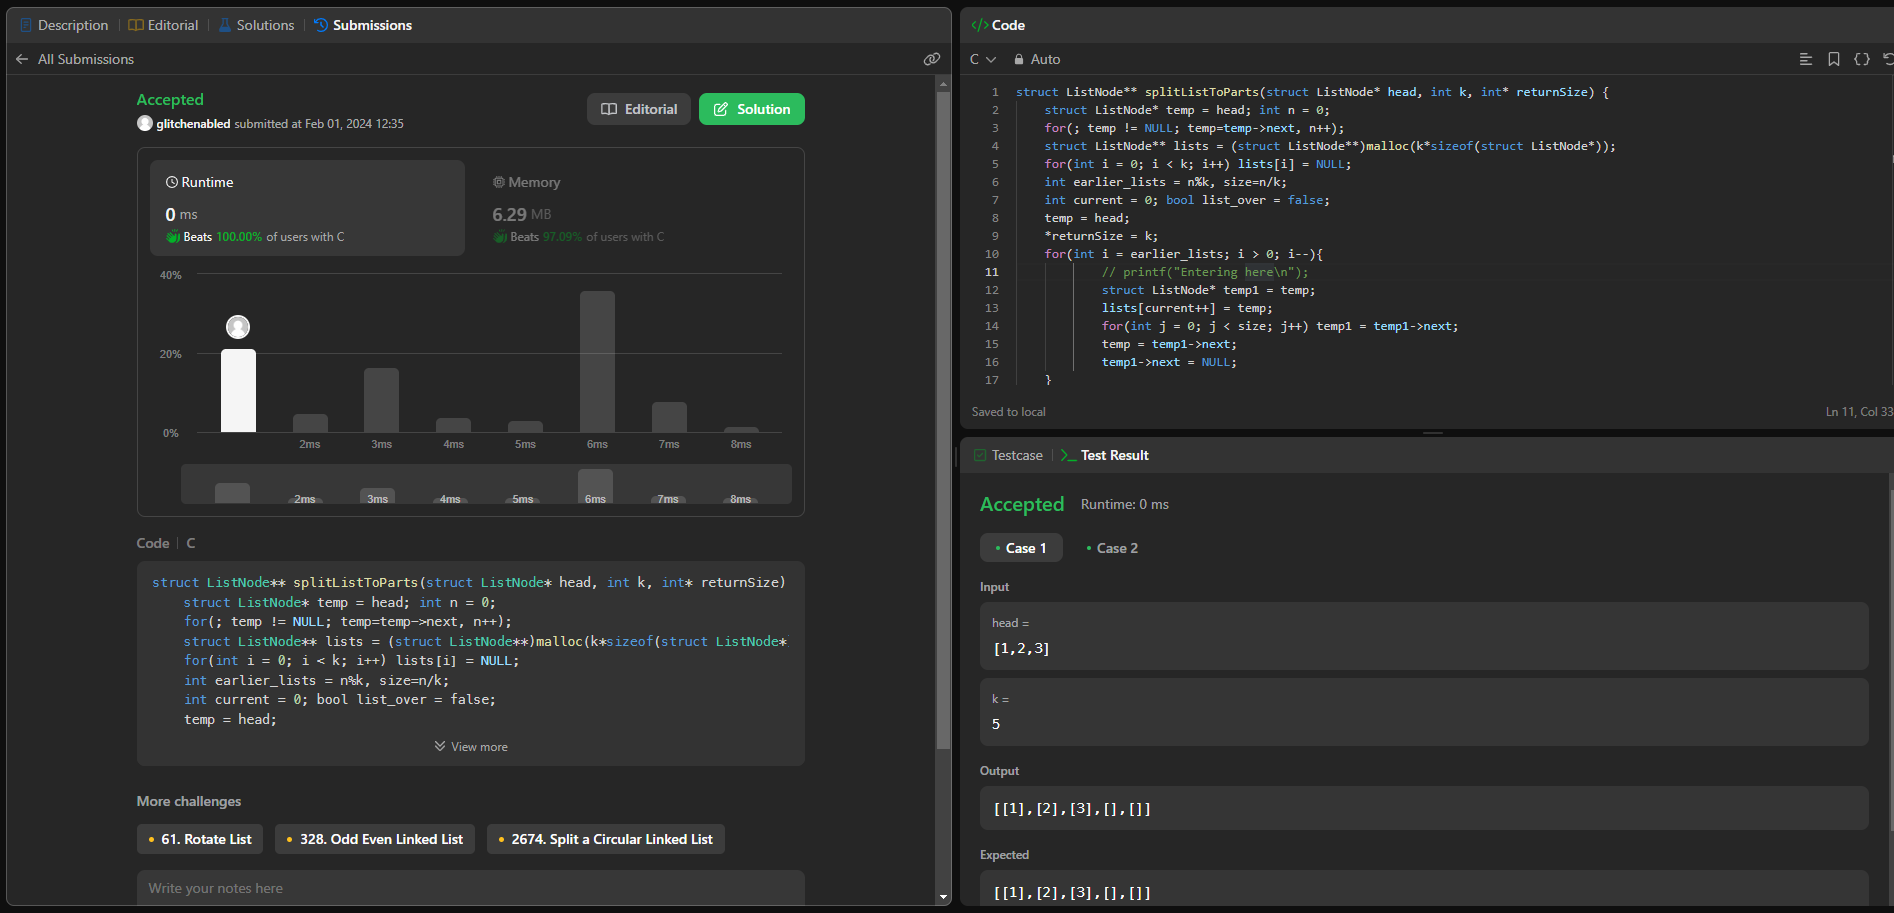 Description
Editorial
Solutions
Submissions
All Submissions
Accepted
glitchenabled submitted at Feb 01, 2024 12:35
Editorial
Solution
Runtime
0 ms
Beats 100.00% of users with C
Memory
6.29 MB
Beats 97.09% of users with C
40%
20%
0%
2ms 3ms 4ms 5ms 6ms 7ms 8ms
2ms 3ms 4ms 5ms 6ms 7ms 8ms
Code C
struct ListNode** splitListToParts(struct ListNode* head, int k, int* returnSize)
struct ListNode* temp = head; int n = 0;
for(; temp != NULL; temp=temp->next, n++);
struct ListNode** lists = (struct ListNode**)malloc(k*sizeof(struct ListNode*
for(int i = 0; i < k; i++) lists[i] = NULL;
int earlier_lists = n%k, size=n/k;
int current = 0; bool list_over = false;
temp = head;
View more
More challenges
61. Rotate List
328. Odd Even Linked List
2674. Split a Circular Linked List
Write your notes here
</> Code
C
Auto
1 struct ListNode** splitListToParts(struct ListNode* head, int k, int* returnSize) {
2 struct ListNode* temp = head; int n = 0;
3 for(; temp != NULL; temp=temp->next, n++);
4 struct ListNode** lists = (struct ListNode**)malloc(k*sizeof(struct ListNode*));
5 for(int i = 0; i < k; i++) lists[i] = NULL;
6 int earlier_lists = n%k, size=n/k;
7 int current = 0; bool list_over = false;
8 temp = head;
9 *returnSize = k;
10 for(int i = earlier_lists; i > 0; i--){
11 // printf("Entering here\n");
12 struct ListNode* temp1 = temp;
13 lists[current++] = temp;
14 for(int j = 0; j < size; j++) temp1 = temp1->next;
15 temp = temp1->next;
16 temp1->next = NULL;
17 }
Saved to local
Ln 11, Col 33
Testcase
Test Result
Accepted Runtime: 0 ms
Case 1
Case 2
Input
head =
[1,2,3]
k =
5
Output
[[1],[2],[3],[],[]]
Expected
[[1],[2],[3],[],[]]